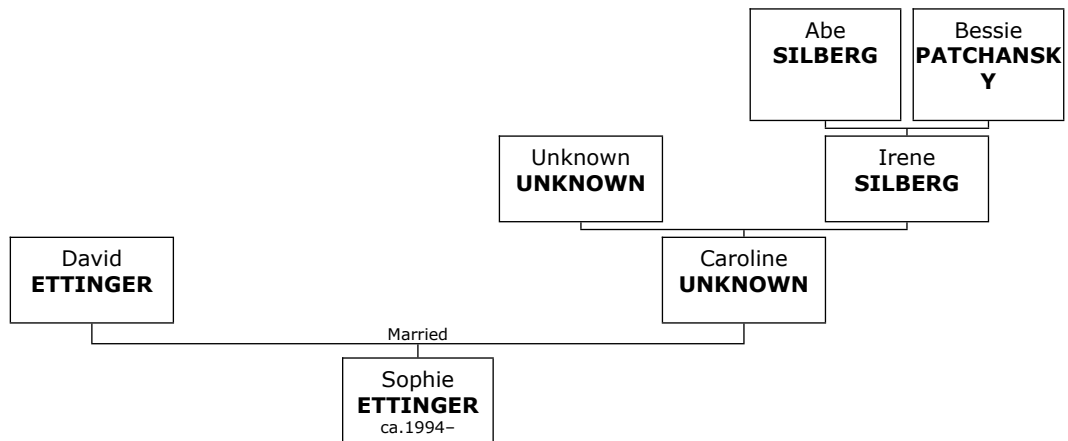 Abe
SILBERG
Bessie
PATCHANSK
Y
Unknown
UNKNOWN
Irene
SILBERG
David
ETTINGER
Caroline
UNKNOWN
Married
Sophie
ETTINGER
ca.1994–